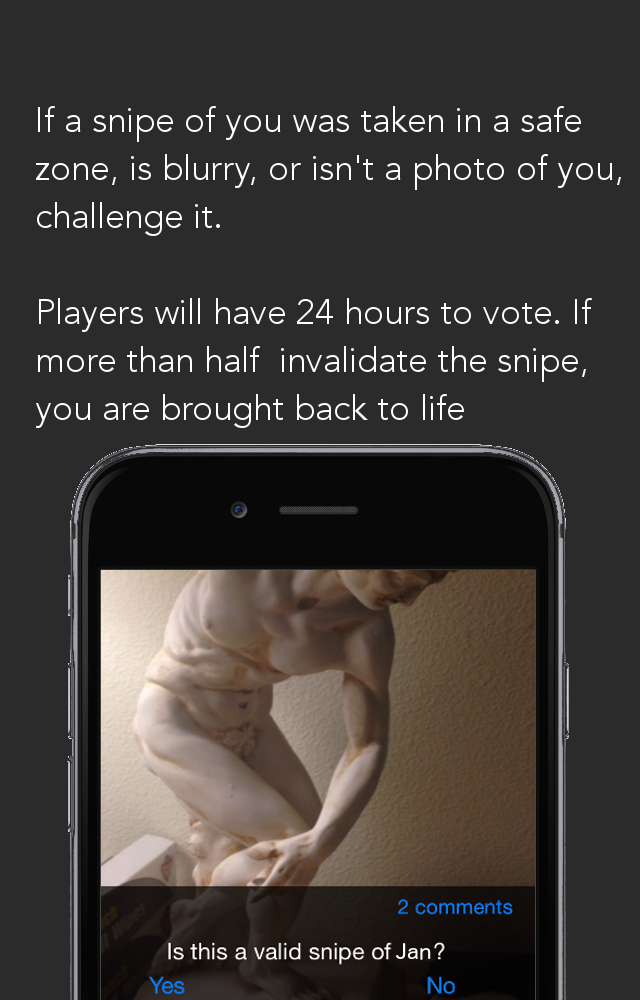 If a snipe of you was taken in a safe
zone, is blurry, or isn't a photo of you,
challenge it.
Players will have 24 hours to vote. If
more than half  invalidate the snipe,
you are brought back to life
2 comments
Is this a valid snipe of Jan?
Yes No